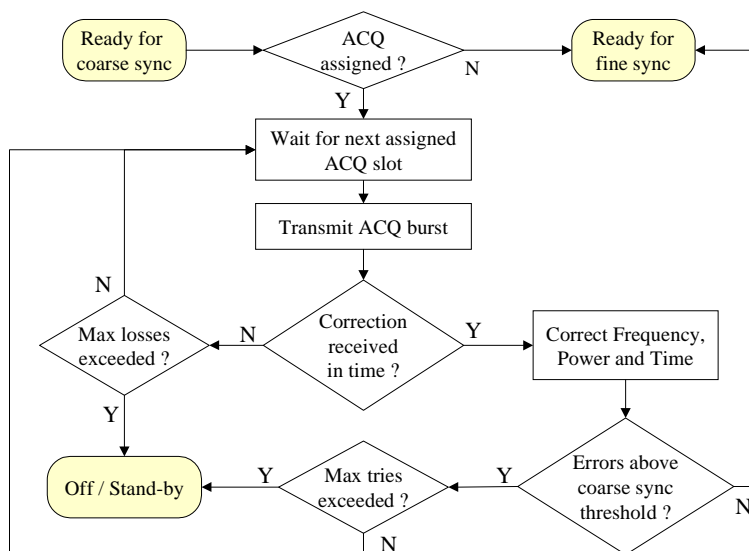 Ready for
coarse sync
ACQ
assigned ?
N
Ready for
fine sync
Y
Wait for next assigned
ACQ slot
Transmit ACQ burst
N
Max losses
exceeded ?
N
Correction
received
in time ?
Y
Correct Frequency,
Power and Time
Y
Off / Stand-by
Y
Max tries
exceeded ?
Y
Errors above
coarse sync
threshold ?
N
N